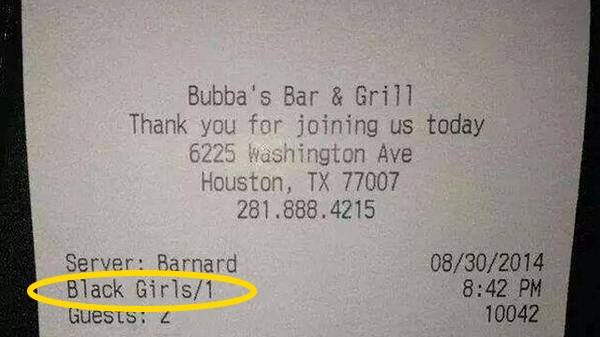 Bubba's Bar & Grill
Thank you for joining us today
6225 Washington Ave
Houston, TX 77007
281.888.4215
Server: Barnard 08/30/2014
Black Girls/1 8:42 PM
Guests: 2 10042